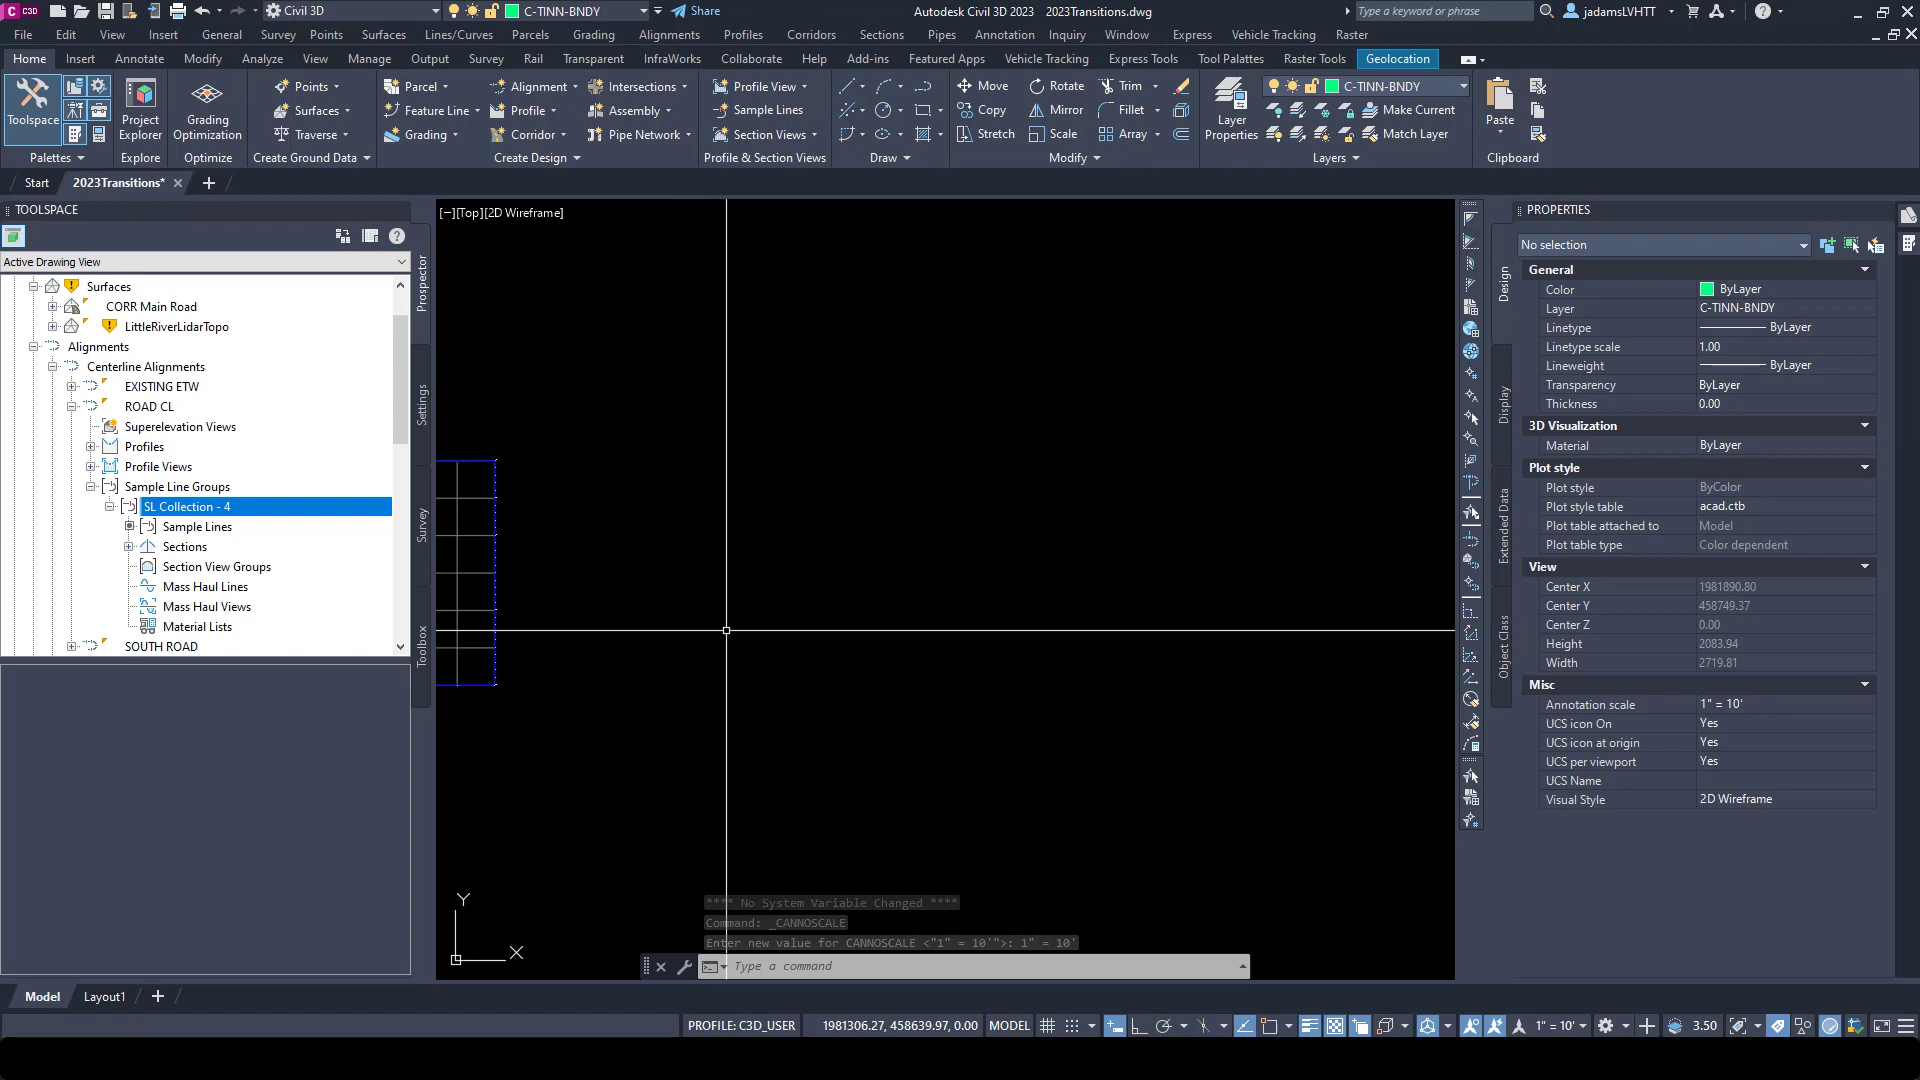 C C3D Civil 3D C-TINN-BNDY Share Autodesk Civil 3D 2023 2023Transitions.dwg Type a keyword or phrase jadamsLVHTT
File Edit View Insert General Survey Points Surfaces Lines/Curves Parcels Grading Alignments Profiles Corridors Sections Pipes Annotation Inquiry Window Express Vehicle Tracking Raster
Home Insert Annotate Modify Analyze View Manage Output Survey Rail Transparent InfraWorks Collaborate Help Add-ins Featured Apps Vehicle Tracking Express Tools Tool Palettes Raster Tools Geolocation
Points Parcel Alignment Intersections Profile View Move Rotate Trim C-TINN-BNDY
Toolspace Project Explorer Grading Optimization Surfaces Feature Line Profile Assembly Sample Lines Copy Mirror Fillet Layer Properties Make Current Paste
Traverse Grading Corridor Pipe Network Section Views Stretch Scale Array Match Layer
Palettes Explore Optimize Create Ground Data Create Design Profile & Section Views Draw Modify Layers Clipboard
Start 2023Transitions*
TOOLSPACE
Active Drawing View
Surfaces
CORR Main Road
LittleRiverLidarTopo
Alignments
Centerline Alignments
EXISTING ETW
ROAD CL
Superelevation Views
Profiles
Profile Views
Sample Line Groups
SL Collection - 4
Sample Lines
Sections
Section View Groups
Mass Haul Lines
Mass Haul Views
Material Lists
SOUTH ROAD
Prospector
Settings
Survey
Toolbox
[−][Top][2D Wireframe]
Y
X
**** No System Variable Changed ****
Command: _CANNOSCALE
Enter new value for CANNOSCALE <"1" = 10'">: 1" = 10'
Type a command
PROPERTIES
No selection
Design
Display
Extended Data
Object Class
General
Color ByLayer
Layer C-TINN-BNDY
Linetype ByLayer
Linetype scale 1.00
Lineweight ByLayer
Transparency ByLayer
Thickness 0.00
3D Visualization
Material ByLayer
Plot style
Plot style ByColor
Plot style table acad.ctb
Plot table attached to Model
Plot table type Color dependent
View
Center X 1981890.80
Center Y 458749.37
Center Z 0.00
Height 2083.94
Width 2719.81
Misc
Annotation scale 1" = 10'
UCS icon On Yes
UCS icon at origin Yes
UCS per viewport Yes
UCS Name
Visual Style 2D Wireframe
Model Layout1
PROFILE: C3D_USER 1981306.27, 458639.97, 0.00 MODEL 1" = 10' 3.50